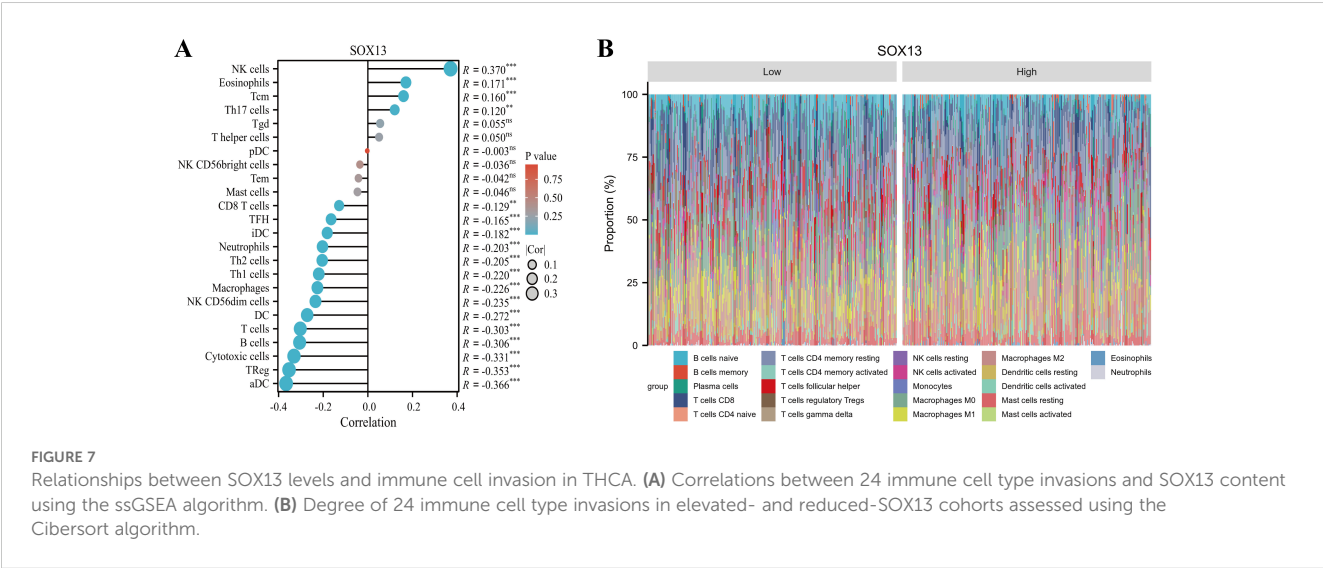 A
SOX13
NK cells R = 0.370***
Eosinophils R = 0.171***
Tcm R = 0.160***
Th17 cells R = 0.120**
Tgd R = 0.055ns
T helper cells R = 0.050ns
pDC R = -0.003ns
NK CD56bright cells R = -0.036ns
Tem R = -0.042ns
Mast cells R = -0.046ns
CD8 T cells R = -0.129**
TFH R = -0.165***
iDC R = -0.182***
Neutrophils R = -0.203***
Th2 cells R = -0.205***
Th1 cells R = -0.220***
Macrophages R = -0.226***
NK CD56dim cells R = -0.235***
DC R = -0.272***
T cells R = -0.303***
B cells R = -0.306***
Cytotoxic cells R = -0.331***
TReg R = -0.353***
aDC R = -0.366***
-0.4 -0.2 0.0 0.2 0.4
Correlation
P value
0.75
0.50
0.25
|Cor|
0.1
0.2
0.3
B
SOX13
Low High
100
75
50
25
0
Proportion (%)
group
B cells naive
B cells memory
Plasma cells
T cells CD8
T cells CD4 naive
T cells CD4 memory resting
T cells CD4 memory activated
T cells follicular helper
T cells regulatory Tregs
T cells gamma delta
NK cells resting
NK cells activated
Monocytes
Macrophages M0
Macrophages M1
Macrophages M2
Dendritic cells resting
Dendritic cells activated
Mast cells resting
Mast cells activated
Eosinophils
Neutrophils
FIGURE 7
Relationships between SOX13 levels and immune cell invasion in THCA. (A) Correlations between 24 immune cell type invasions and SOX13 content
using the ssGSEA algorithm. (B) Degree of 24 immune cell type invasions in elevated- and reduced-SOX13 cohorts assessed using the
Cibersort algorithm.